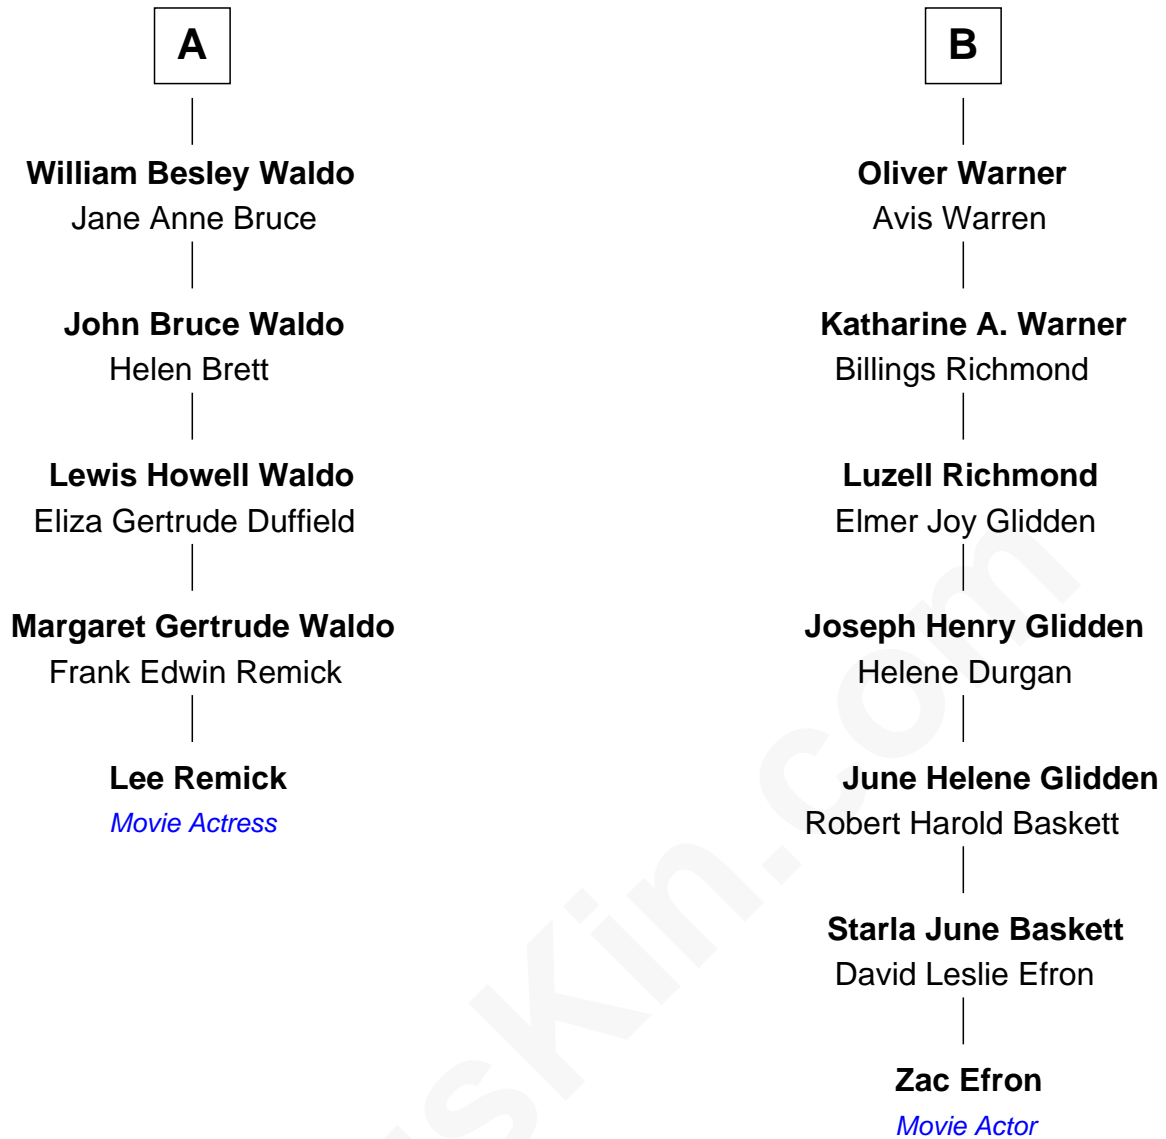 A
William Besley Waldo
Jane Anne Bruce
John Bruce Waldo
Helen Brett
Lewis Howell Waldo
Eliza Gertrude Duffield
Margaret Gertrude Waldo
Frank Edwin Remick
Lee Remick
Movie Actress
B
Oliver Warner
Avis Warren
Katharine A. Warner
Billings Richmond
Luzell Richmond
Elmer Joy Glidden
Joseph Henry Glidden
Helene Durgan
June Helene Glidden
Robert Harold Baskett
Starla June Baskett
David Leslie Efron
Zac Efron
Movie Actor
sKin.com